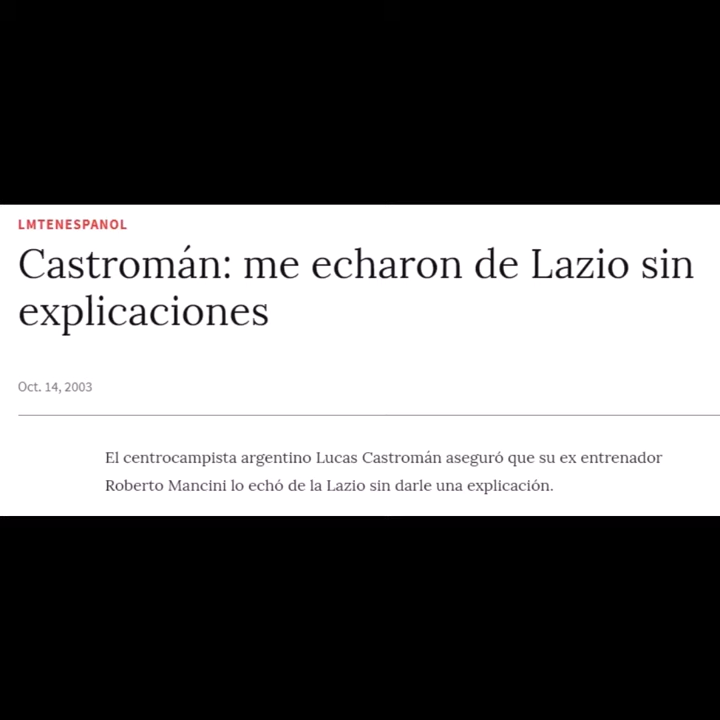 LMTENESPANOL
Castromán: me echaron de Lazio sin
explicaciones
Oct. 14, 2003
El centrocampista argentino Lucas Castromán aseguró que su ex entrenador
Roberto Mancini lo echó de la Lazio sin darle una explicación.